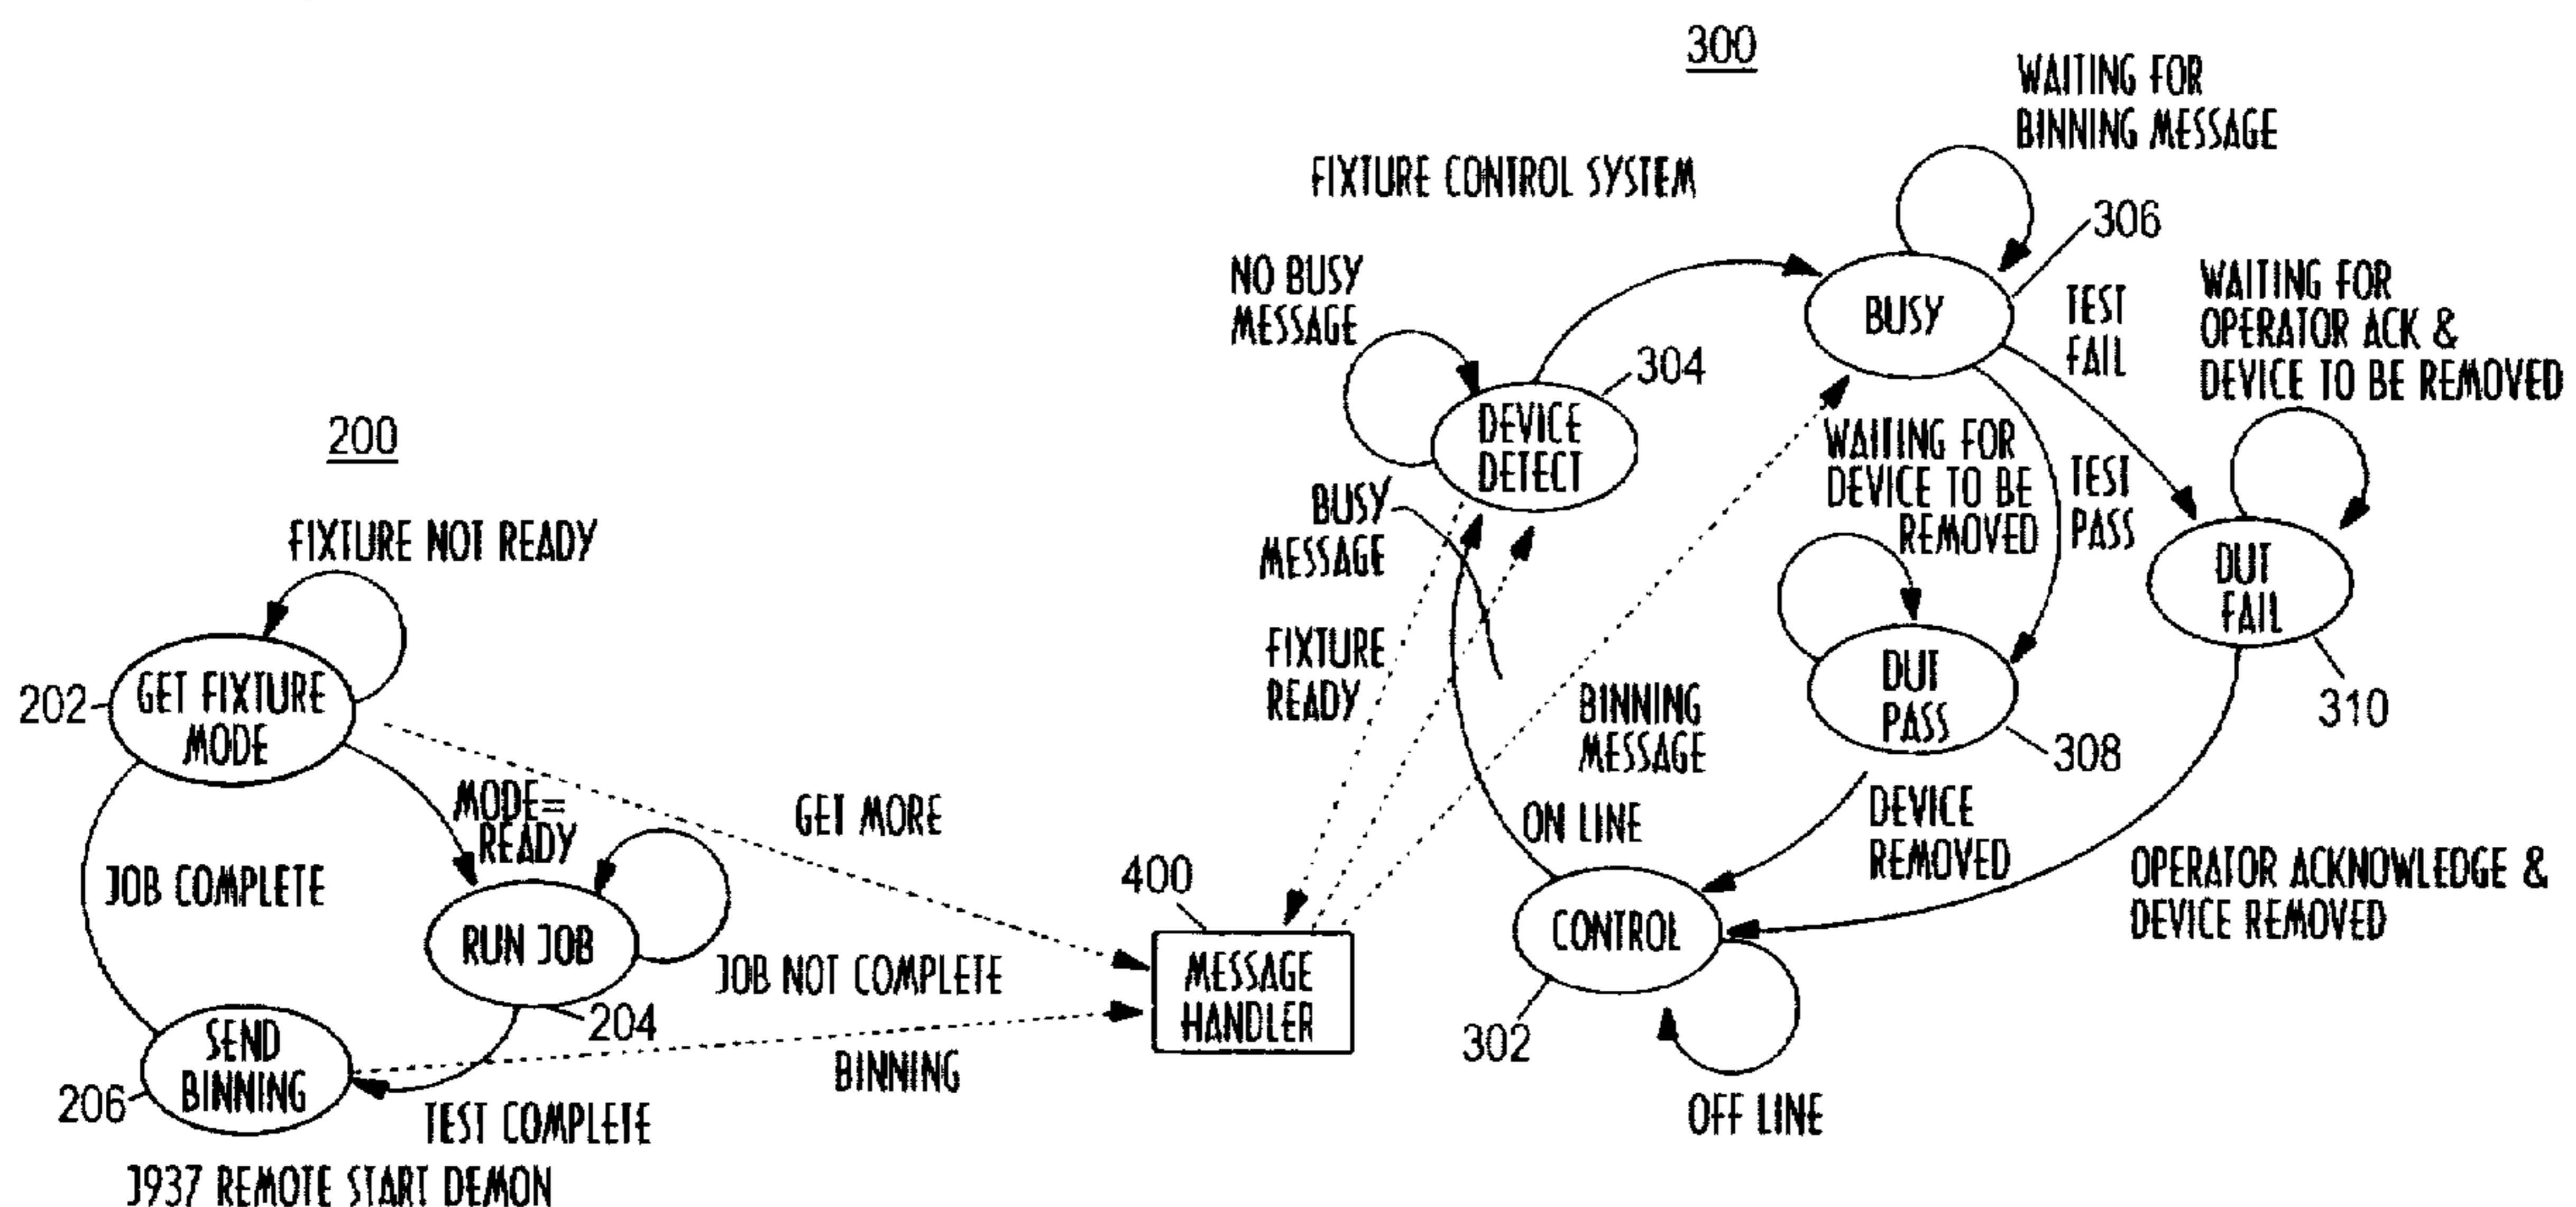 300
WAITING FOR
BINNING MESSAGE
FIXTURE CONTROL SYSTEM
306
NO BUSY
MESSAGE
BUSY
TEST
FAIL
WAITING FOR
OPERATOR ACK &
DEVICE TO BE REMOVED
304
DEVICE
DETECT
200
WAITING FOR
DEVICE TO BE
REMOVED
TEST
PASS
BUSY
MESSAGE
FIXTURE NOT READY
DUT
FAIL
FIXTURE
READY
202
GET FIXTURE
MODE
BINNING
MESSAGE
DUT
PASS
310
308
MODE=
READY
GET MORE
ON LINE
DEVICE
REMOVED
JOB COMPLETE
400
OPERATOR ACKNOWLEDGE &
DEVICE REMOVED
RUN JOB
JOB NOT COMPLETE
MESSAGE
HANDLER
CONTROL
204
302
SEND
BINNING
206
BINNING
TEST COMPLETE
OFF LINE
J937 REMOTE START DEMON